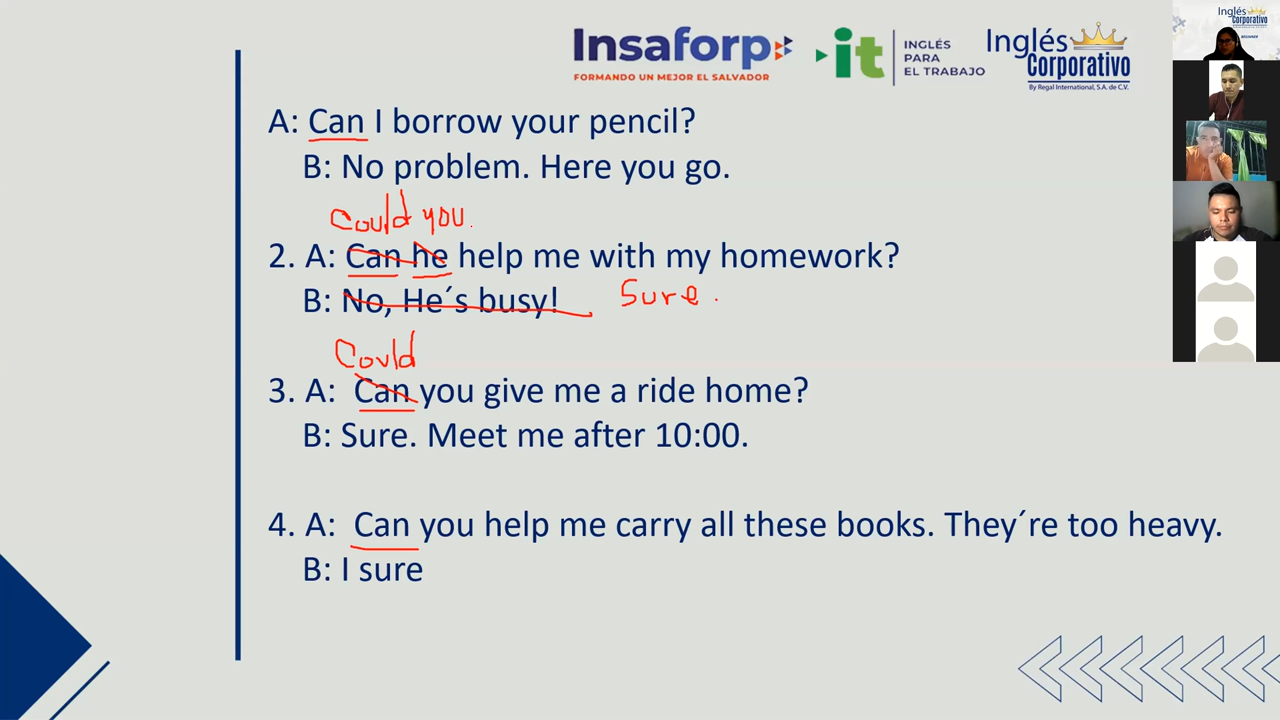 Insaforp
FORMANDO UN MEJOR EL SALVADOR
it
INGLÉS
PARA
EL TRABAJO
Inglés
Corporativo
By Regal International, S.A. de C.V.
Inglés
Corporativo
A: Can I borrow your pencil?
B: No problem. Here you go.
Could you.
2. A: Can he help me with my homework?
B: No, He´s busy! Sure.
Could
3. A: Can you give me a ride home?
B: Sure. Meet me after 10:00.
4. A: Can you help me carry all these books. They´re too heavy.
B: I sure